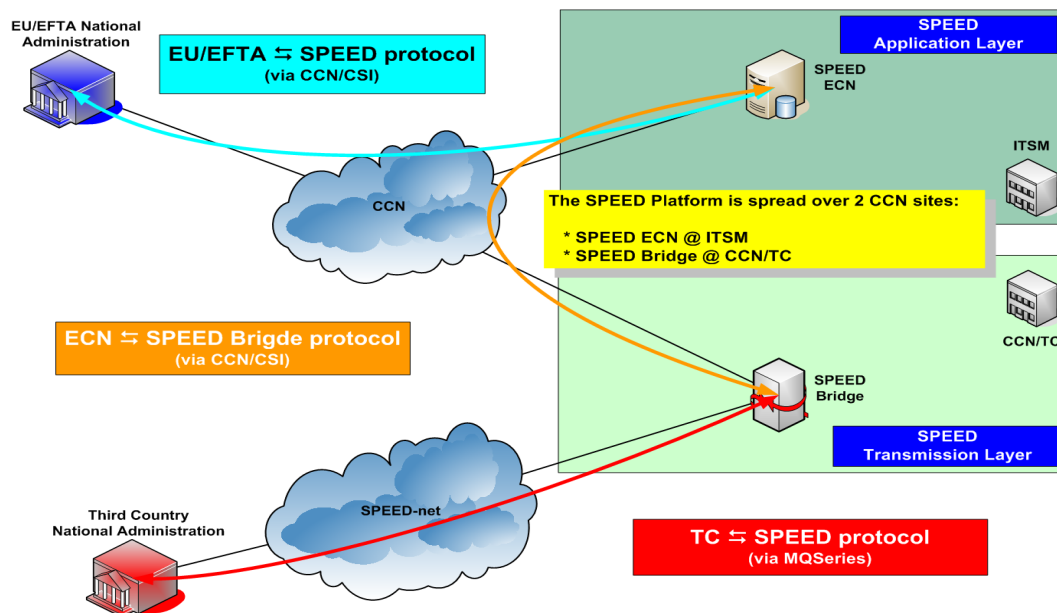 EU/EFTA National
Administration
EU/EFTA ⇆ SPEED protocol
(via CCN/CSI)
SPEED
Application Layer
SPEED
ECN
ITSM
CCN
The SPEED Platform is spread over 2 CCN sites:
* SPEED ECN @ ITSM
* SPEED Bridge @ CCN/TC
ECN ⇆ SPEED Brigde protocol
(via CCN/CSI)
CCN/TC
SPEED
Bridge
SPEED
Transmission Layer
SPEED-net
Third Country
National Administration
TC ⇆ SPEED protocol
(via MQSeries)